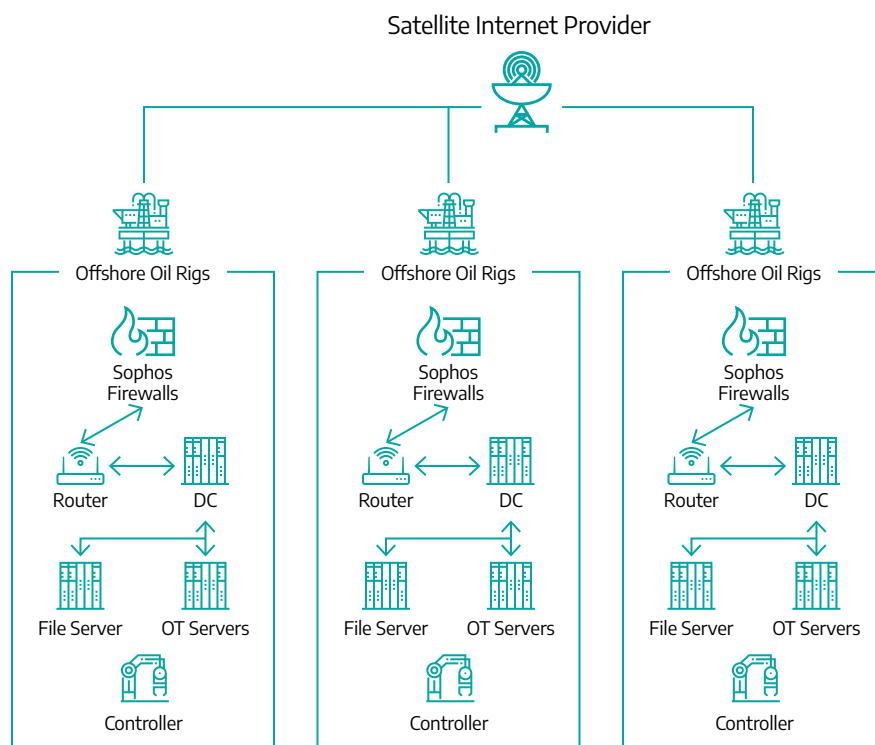 Satellite Internet Provider
Offshore Oil Rigs
Sophos
Firewalls
Router
DC
File Server
OT Servers
Controller
Offshore Oil Rigs
Sophos
Firewalls
Router
DC
File Server
OT Servers
Controller
Offshore Oil Rigs
Sophos
Firewalls
Router
DC
File Server
OT Servers
Controller